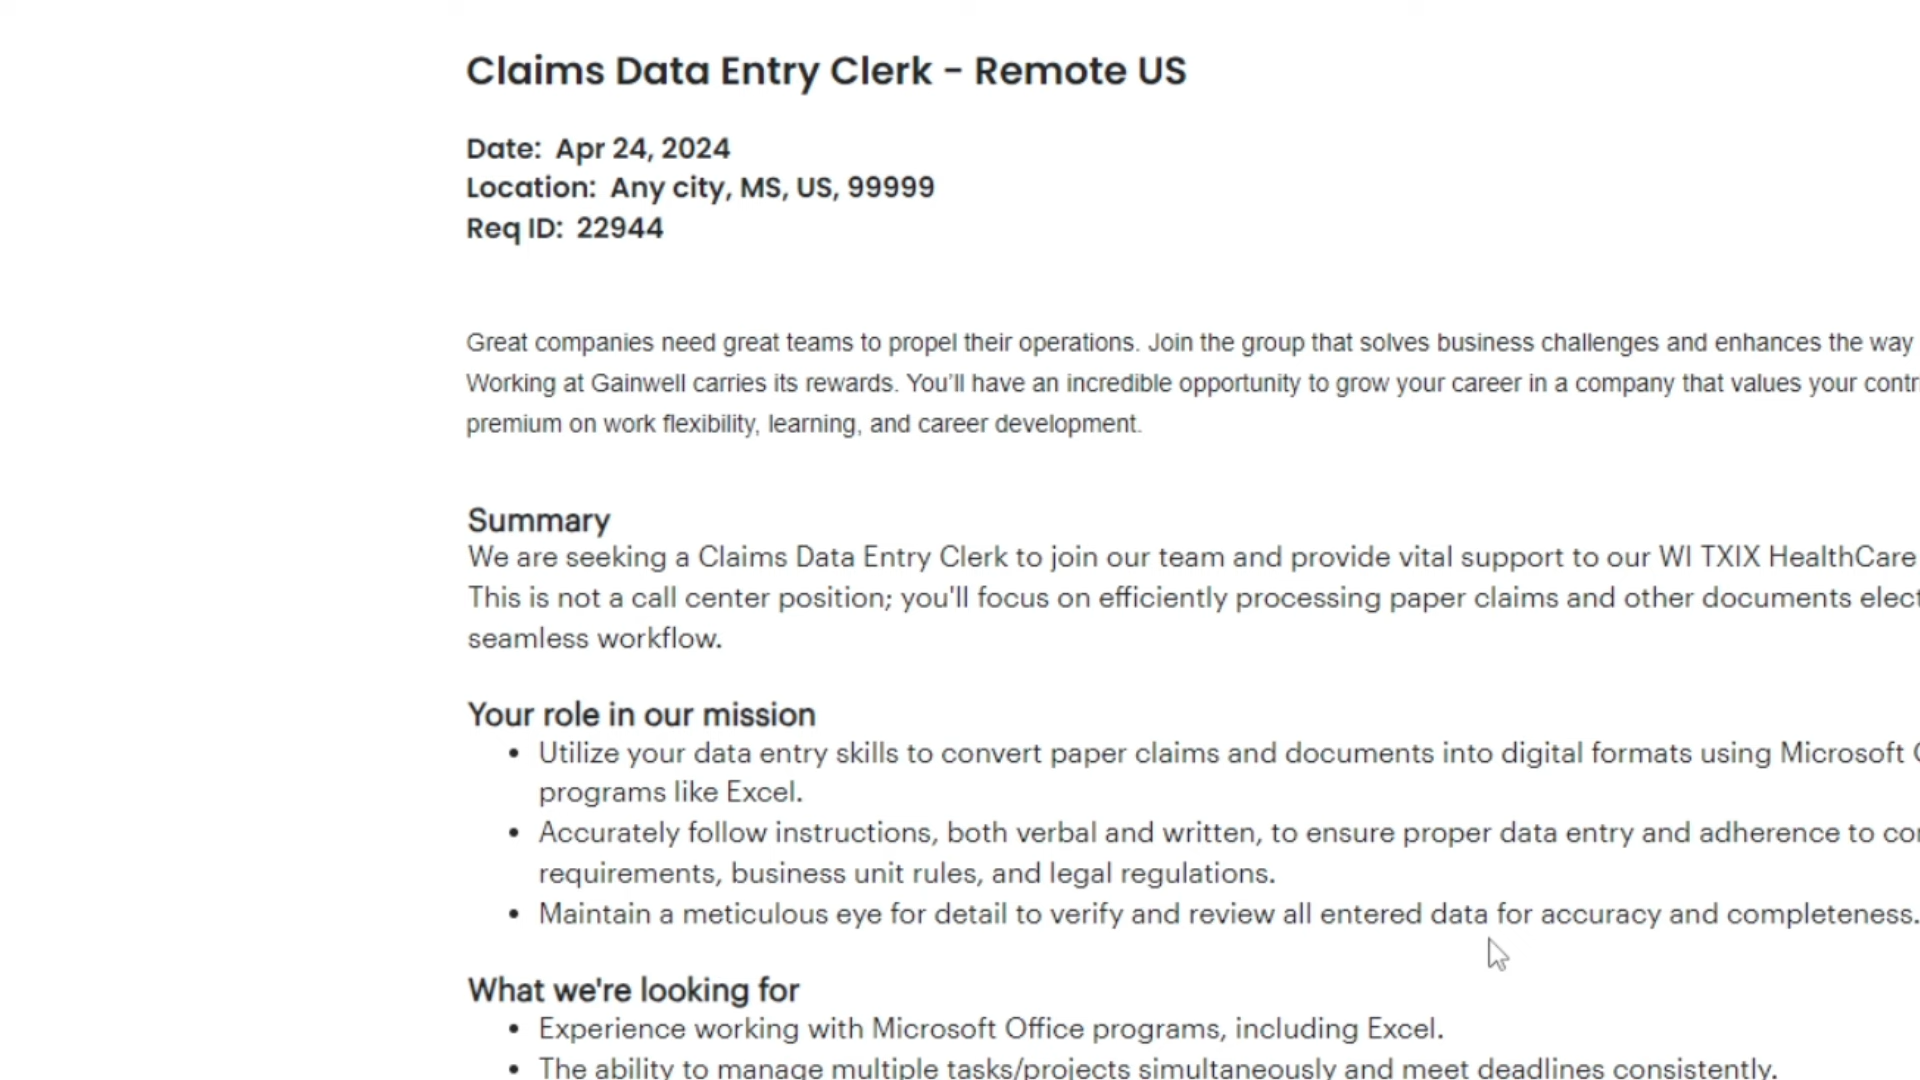 Claims Data Entry Clerk - Remote US
Date: Apr 24, 2024
Location: Any city, MS, US, 99999
Req ID: 22944
Great companies need great teams to propel their operations. Join the group that solves business challenges and enhances the way
Working at Gainwell carries its rewards. You'll have an incredible opportunity to grow your career in a company that values your
premium on work flexibility, learning, and career development.
Summary
We are seeking a Claims Data Entry Clerk to join our team and provide vital support to our WI TXIX HealthCare
This is not a call center position; you'll focus on efficiently processing paper claims and other documents
seamless workflow.
Your role in our mission
• Utilize your data entry skills to convert paper claims and documents into digital formats using Microsoft
programs like Excel.
• Accurately follow instructions, both verbal and written, to ensure proper data entry and adherence to
requirements, business unit rules, and legal regulations.
• Maintain a meticulous eye for detail to verify and review all entered data for accuracy and completeness.
What we're looking for
• Experience working with Microsoft Office programs, including Excel.
• The ability to manage multiple tasks/projects simultaneously and meet deadlines consistently.